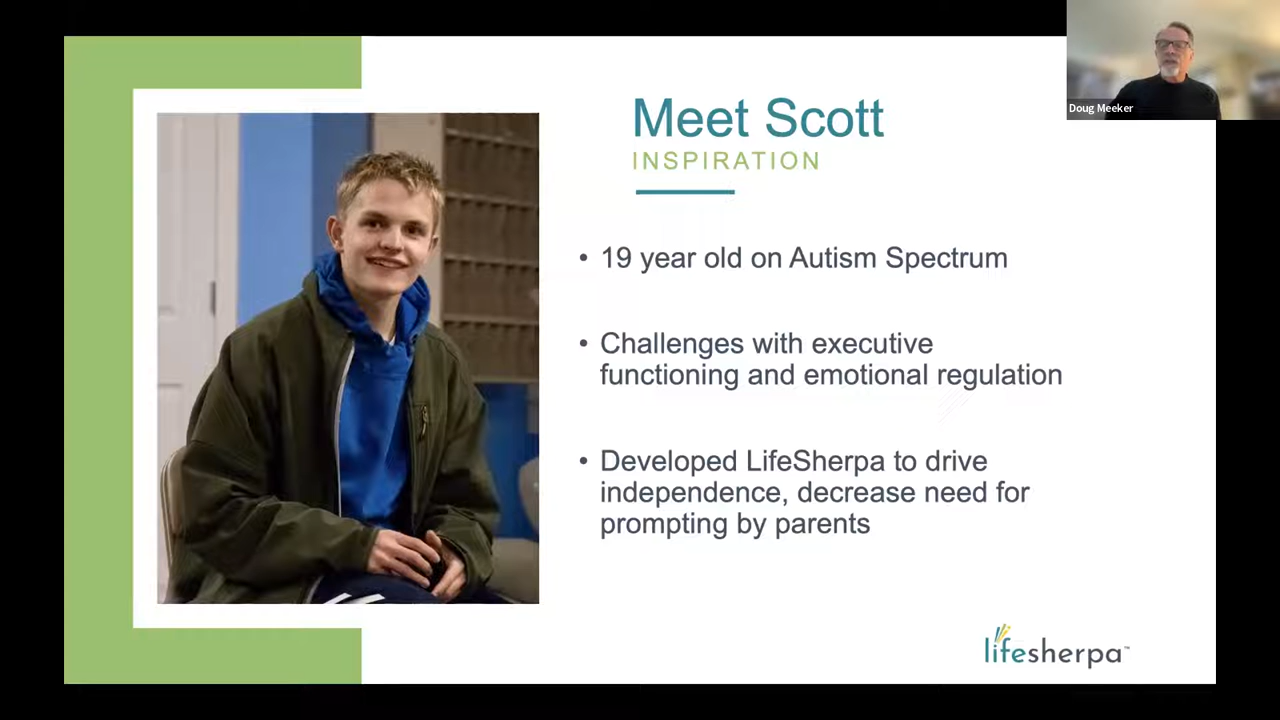 Doug Meeker
Meet Scott
INSPIRATION
• 19 year old on Autism Spectrum
• Challenges with executive
functioning and emotional regulation
• Developed LifeSherpa to drive
independence, decrease need for
prompting by parents
lifesherpa™